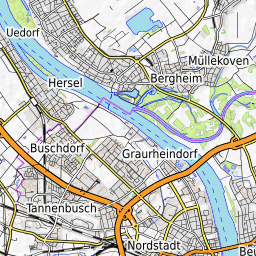 Uedorf
Müllekoven
Bergheim
Hersel
Buschdorf
Graurheindorf
Tannenbusch
Nordstadt